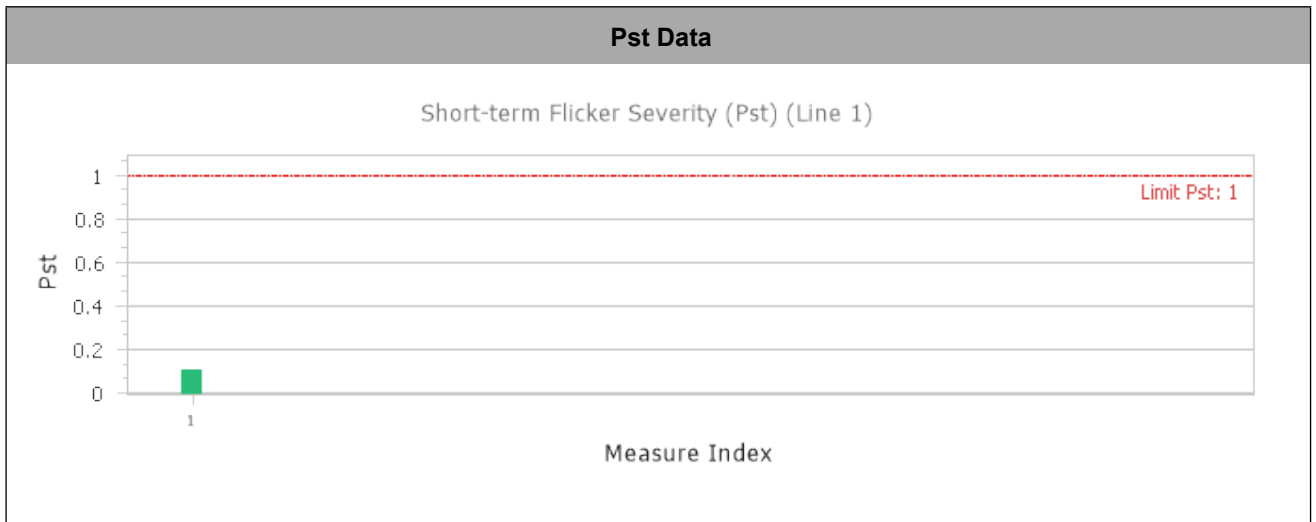 Pst Data
Short-term Flicker Severity (Pst) (Line 1)
1
Limit Pst: 1
0.8
0.6
Pst
0.4
0.2
0
1
Measure Index